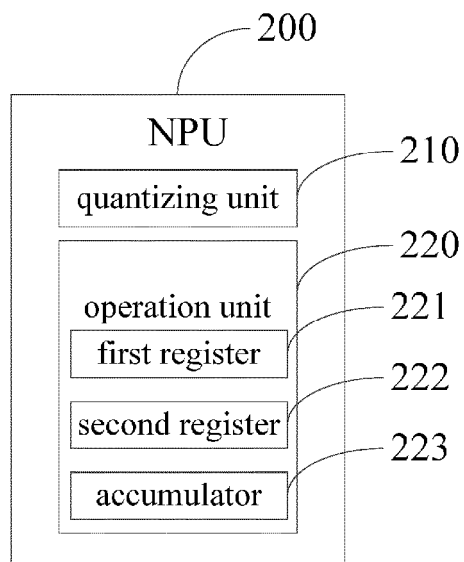 200
NPU
210
quantizing unit
220
operation unit
221
first register
222
second register
223
accumulator